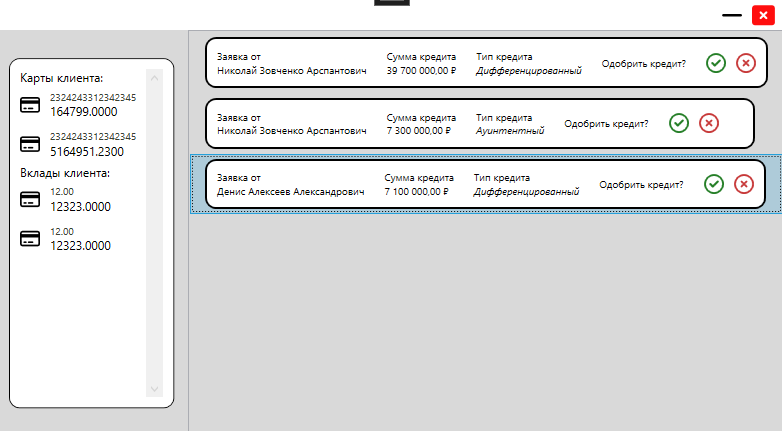 Карты клиента:
2324243312342345
164799.0000
2324243312342345
5164951.2300
Вклады клиента:
12.00
12323.0000
12.00
12323.0000
Заявка от
Николай Зовченко Арспантович
Сумма кредита
39 700 000,00 ₽
Тип кредита
Дифференцированный
Одобрить кредит?
Заявка от
Николай Зовченко Арспантович
Сумма кредита
7 300 000,00 ₽
Тип кредита
Ауинтентный
Одобрить кредит?
Заявка от
Денис Алексеев Александрович
Сумма кредита
7 100 000,00 ₽
Тип кредита
Дифференцированный
Одобрить кредит?